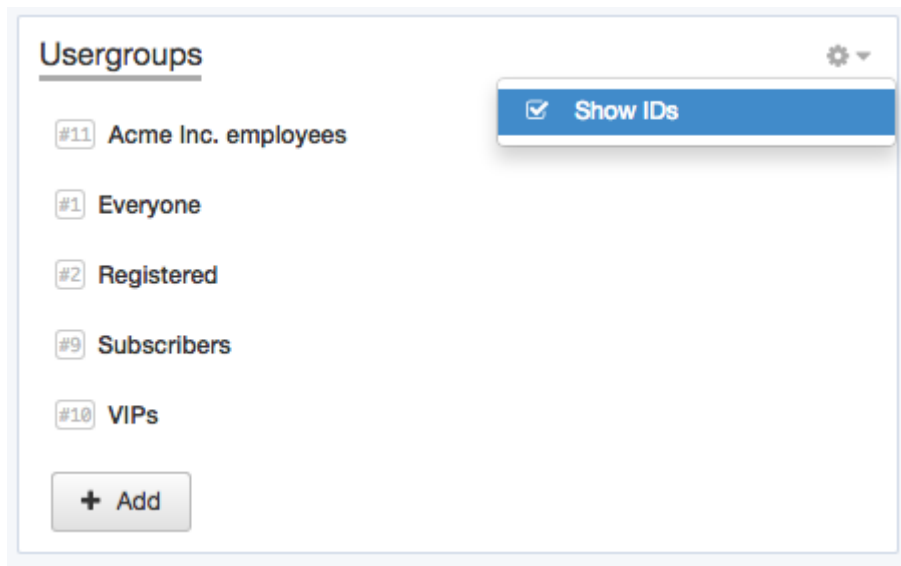 Usergroups
Show IDs
#11 Acme Inc. employees
#1 Everyone
#2 Registered
#9 Subscribers
#10 VIPs
+ Add